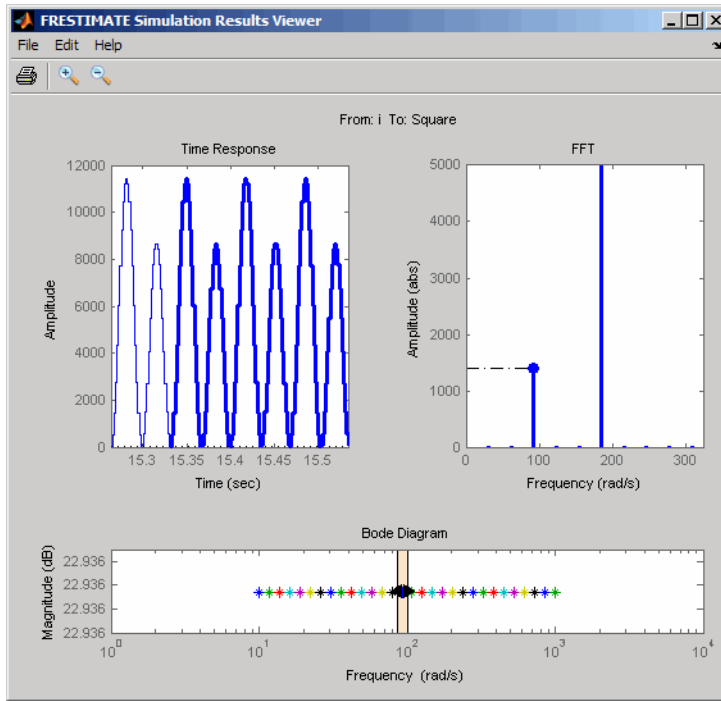 FRESTIMATE Simulation Results Viewer
File Edit Help
From: i To: Square
Time Response
12000
10000
8000
6000
4000
2000
0
Amplitude
15.3 15.35 15.4 15.45 15.5
Time (sec)
FFT
5000
4000
3000
2000
1000
0
Amplitude (abs)
0 100 200 300
Frequency (rad/s)
Bode Diagram
22.936
22.936
22.936
22.936
Magnitude (dB)
10^0 10^1 10^2 10^3 10^4
Frequency (rad/s)